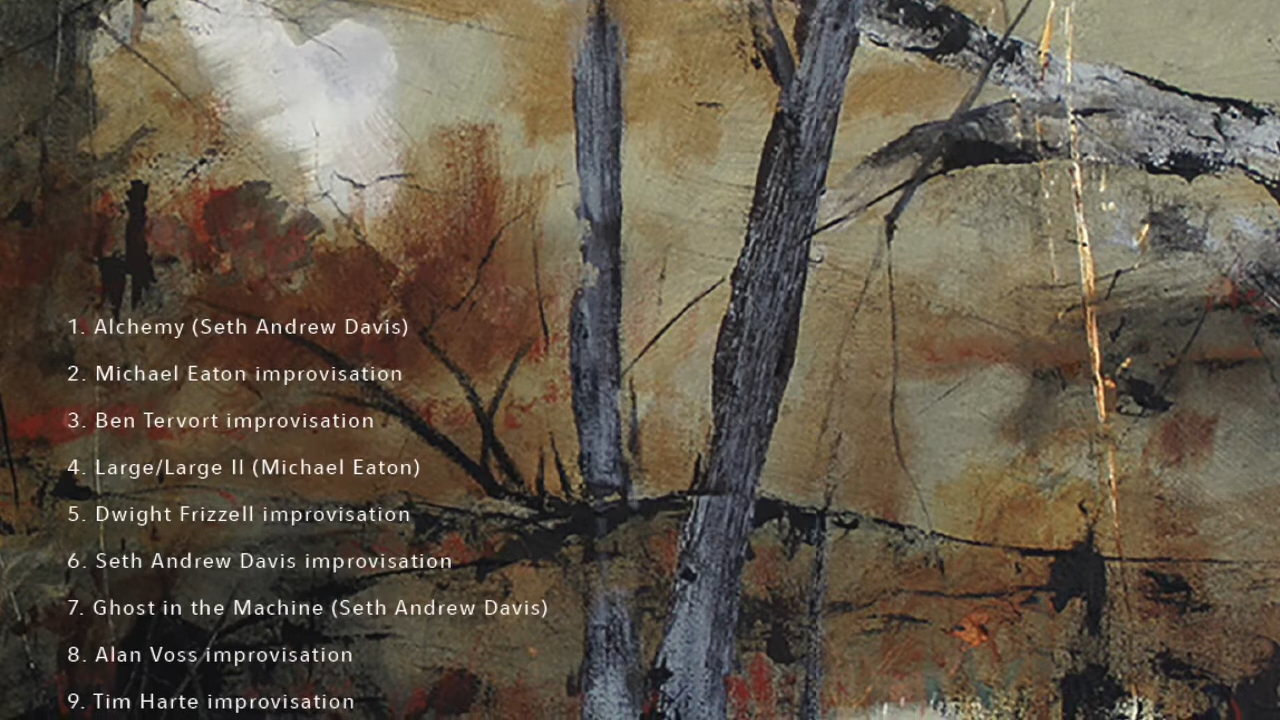 1. Alchemy (Seth Andrew Davis)
2. Michael Eaton improvisation
3. Ben Tervort improvisation
4. Large/Large II (Michael Eaton)
5. Dwight Frizzell improvisation
6. Seth Andrew Davis improvisation
7. Ghost in the Machine (Seth Andrew Davis)
8. Alan Voss improvisation
9. Tim Harte improvisation